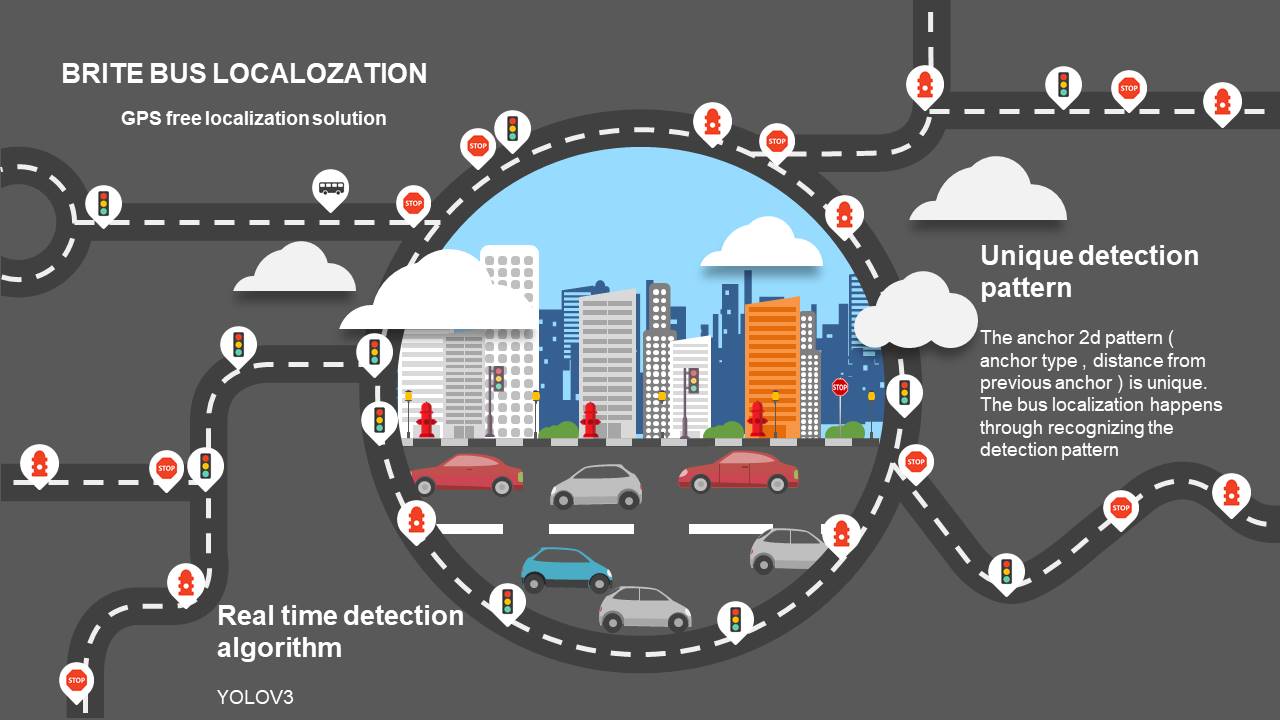 BRITE BUS LOCALOZATION
GPS free localization solution
STOP
STOP
STOP
STOP
Unique detection
pattern
The anchor 2d pattern (
anchor type , distance from
previous anchor ) is unique.
The bus localization happens
through recognizing the
detection pattern
STOP
STOP
STOP
STOP
Real time detection
algorithm
STOP
YOLOV3